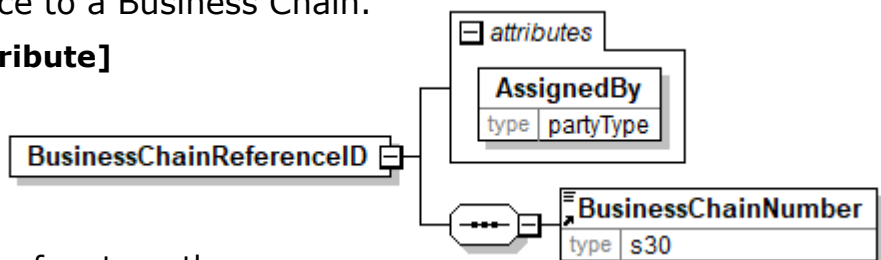 ce to a Business Chain.
attributes
ribute]
AssignedBy
type partyType
BusinessChainReferenceID
BusinessChainNumber
type s30